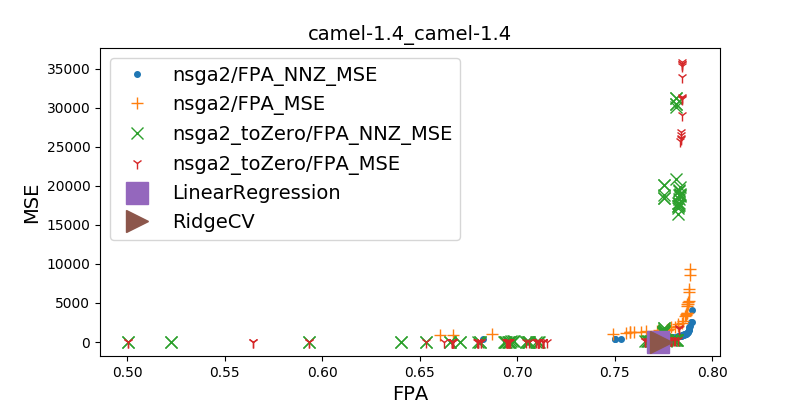 camel-1.4_camel-1.4
MSE
35000
30000
25000
20000
15000
10000
5000
0
nsga2/FPA_NNZ_MSE
nsga2/FPA_MSE
nsga2_toZero/FPA_NNZ_MSE
nsga2_toZero/FPA_MSE
LinearRegression
RidgeCV
0.50 0.55 0.60 0.65 0.70 0.75 0.80
FPA